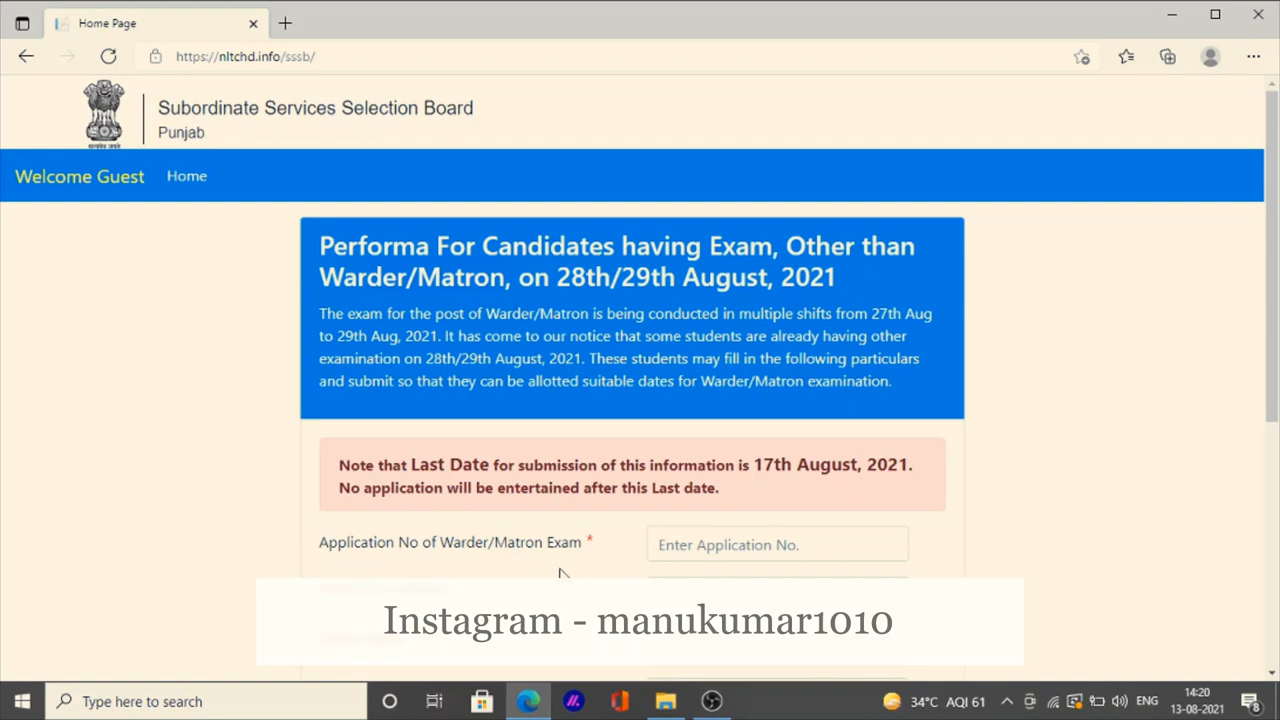 Home Page
https://nltchd.info/sssb/
Subordinate Services Selection Board
Punjab
सत्यमेव जयते
Welcome Guest
Home
Performa For Candidates having Exam, Other than
Warder/Matron, on 28th/29th August, 2021
The exam for the post of Warder/Matron is being conducted in multiple shifts from 27th Aug
to 29th Aug, 2021. It has come to our notice that some students are already having other
examination on 28th/29th August, 2021. These students may fill in the following particulars
and submit so that they can be allotted suitable dates for Warder/Matron examination.
Note that Last Date for submission of this information is 17th August, 2021.
No application will be entertained after this Last date.
Application No of Warder/Matron Exam *
Enter Application No.
Instagram - manukumar1010
Type here to search
34°C AQI 61
ENG
14:20
13-08-2021
8